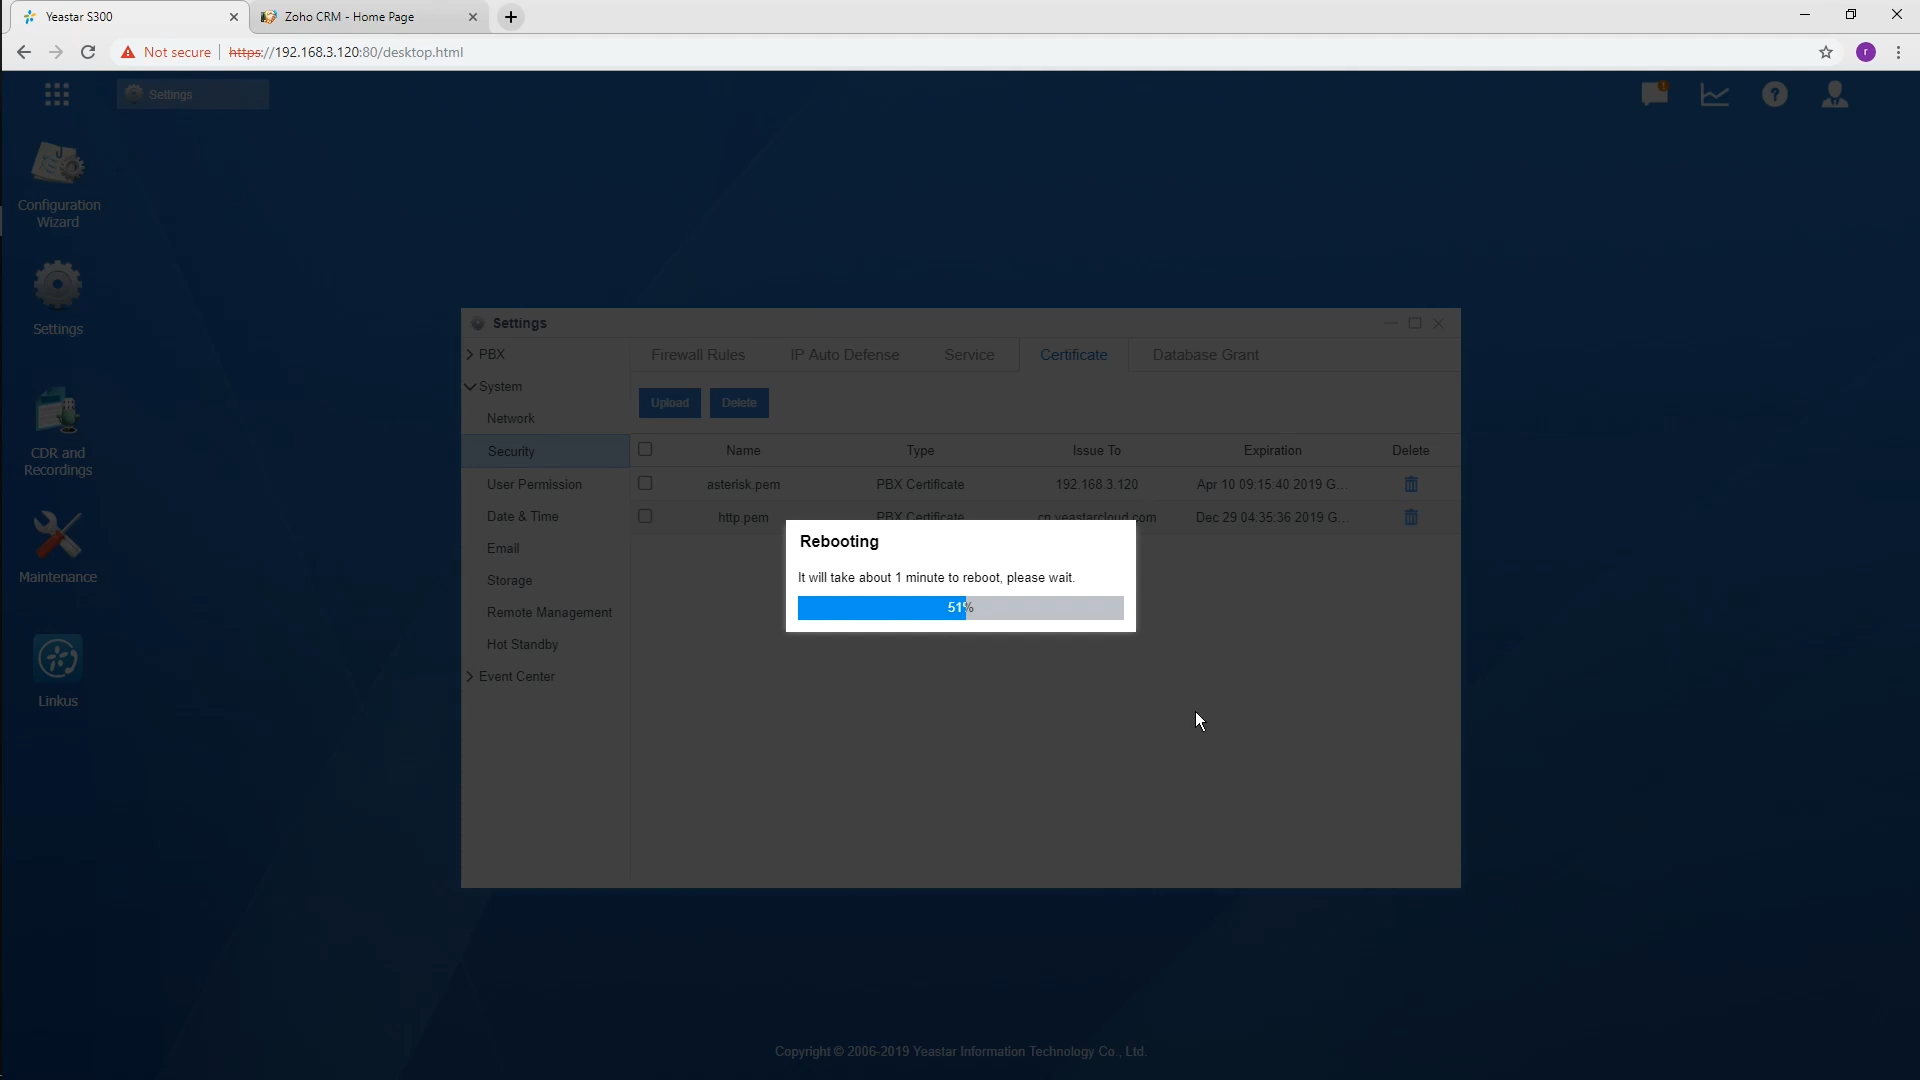 Yeastar S300
Zoho CRM - Home Page
Not secure
https://192.168.3.120:80/desktop.html
Settings
Configuration
Wizard
Settings
CDR and
Recordings
Maintenance
Linkus
Settings
PBX
System
Network
Security
User Permission
Date & Time
Email
Storage
Remote Management
Hot Standby
Event Center
Firewall Rules
IP Auto Defense
Service
Certificate
Database Grant
Upload
Delete
Name Type Issue To Expiration Delete
asterisk.pem PBX Certificate 192.168.3.120 Apr 10 09:15:40 2019 G...
http.pem PBX Certificate cn.yeastarcloud.com Dec 29 04:35:36 2019 G...
Rebooting
It will take about 1 minute to reboot, please wait.
51%
Copyright © 2006-2019 Yeastar Information Technology Co., Ltd.